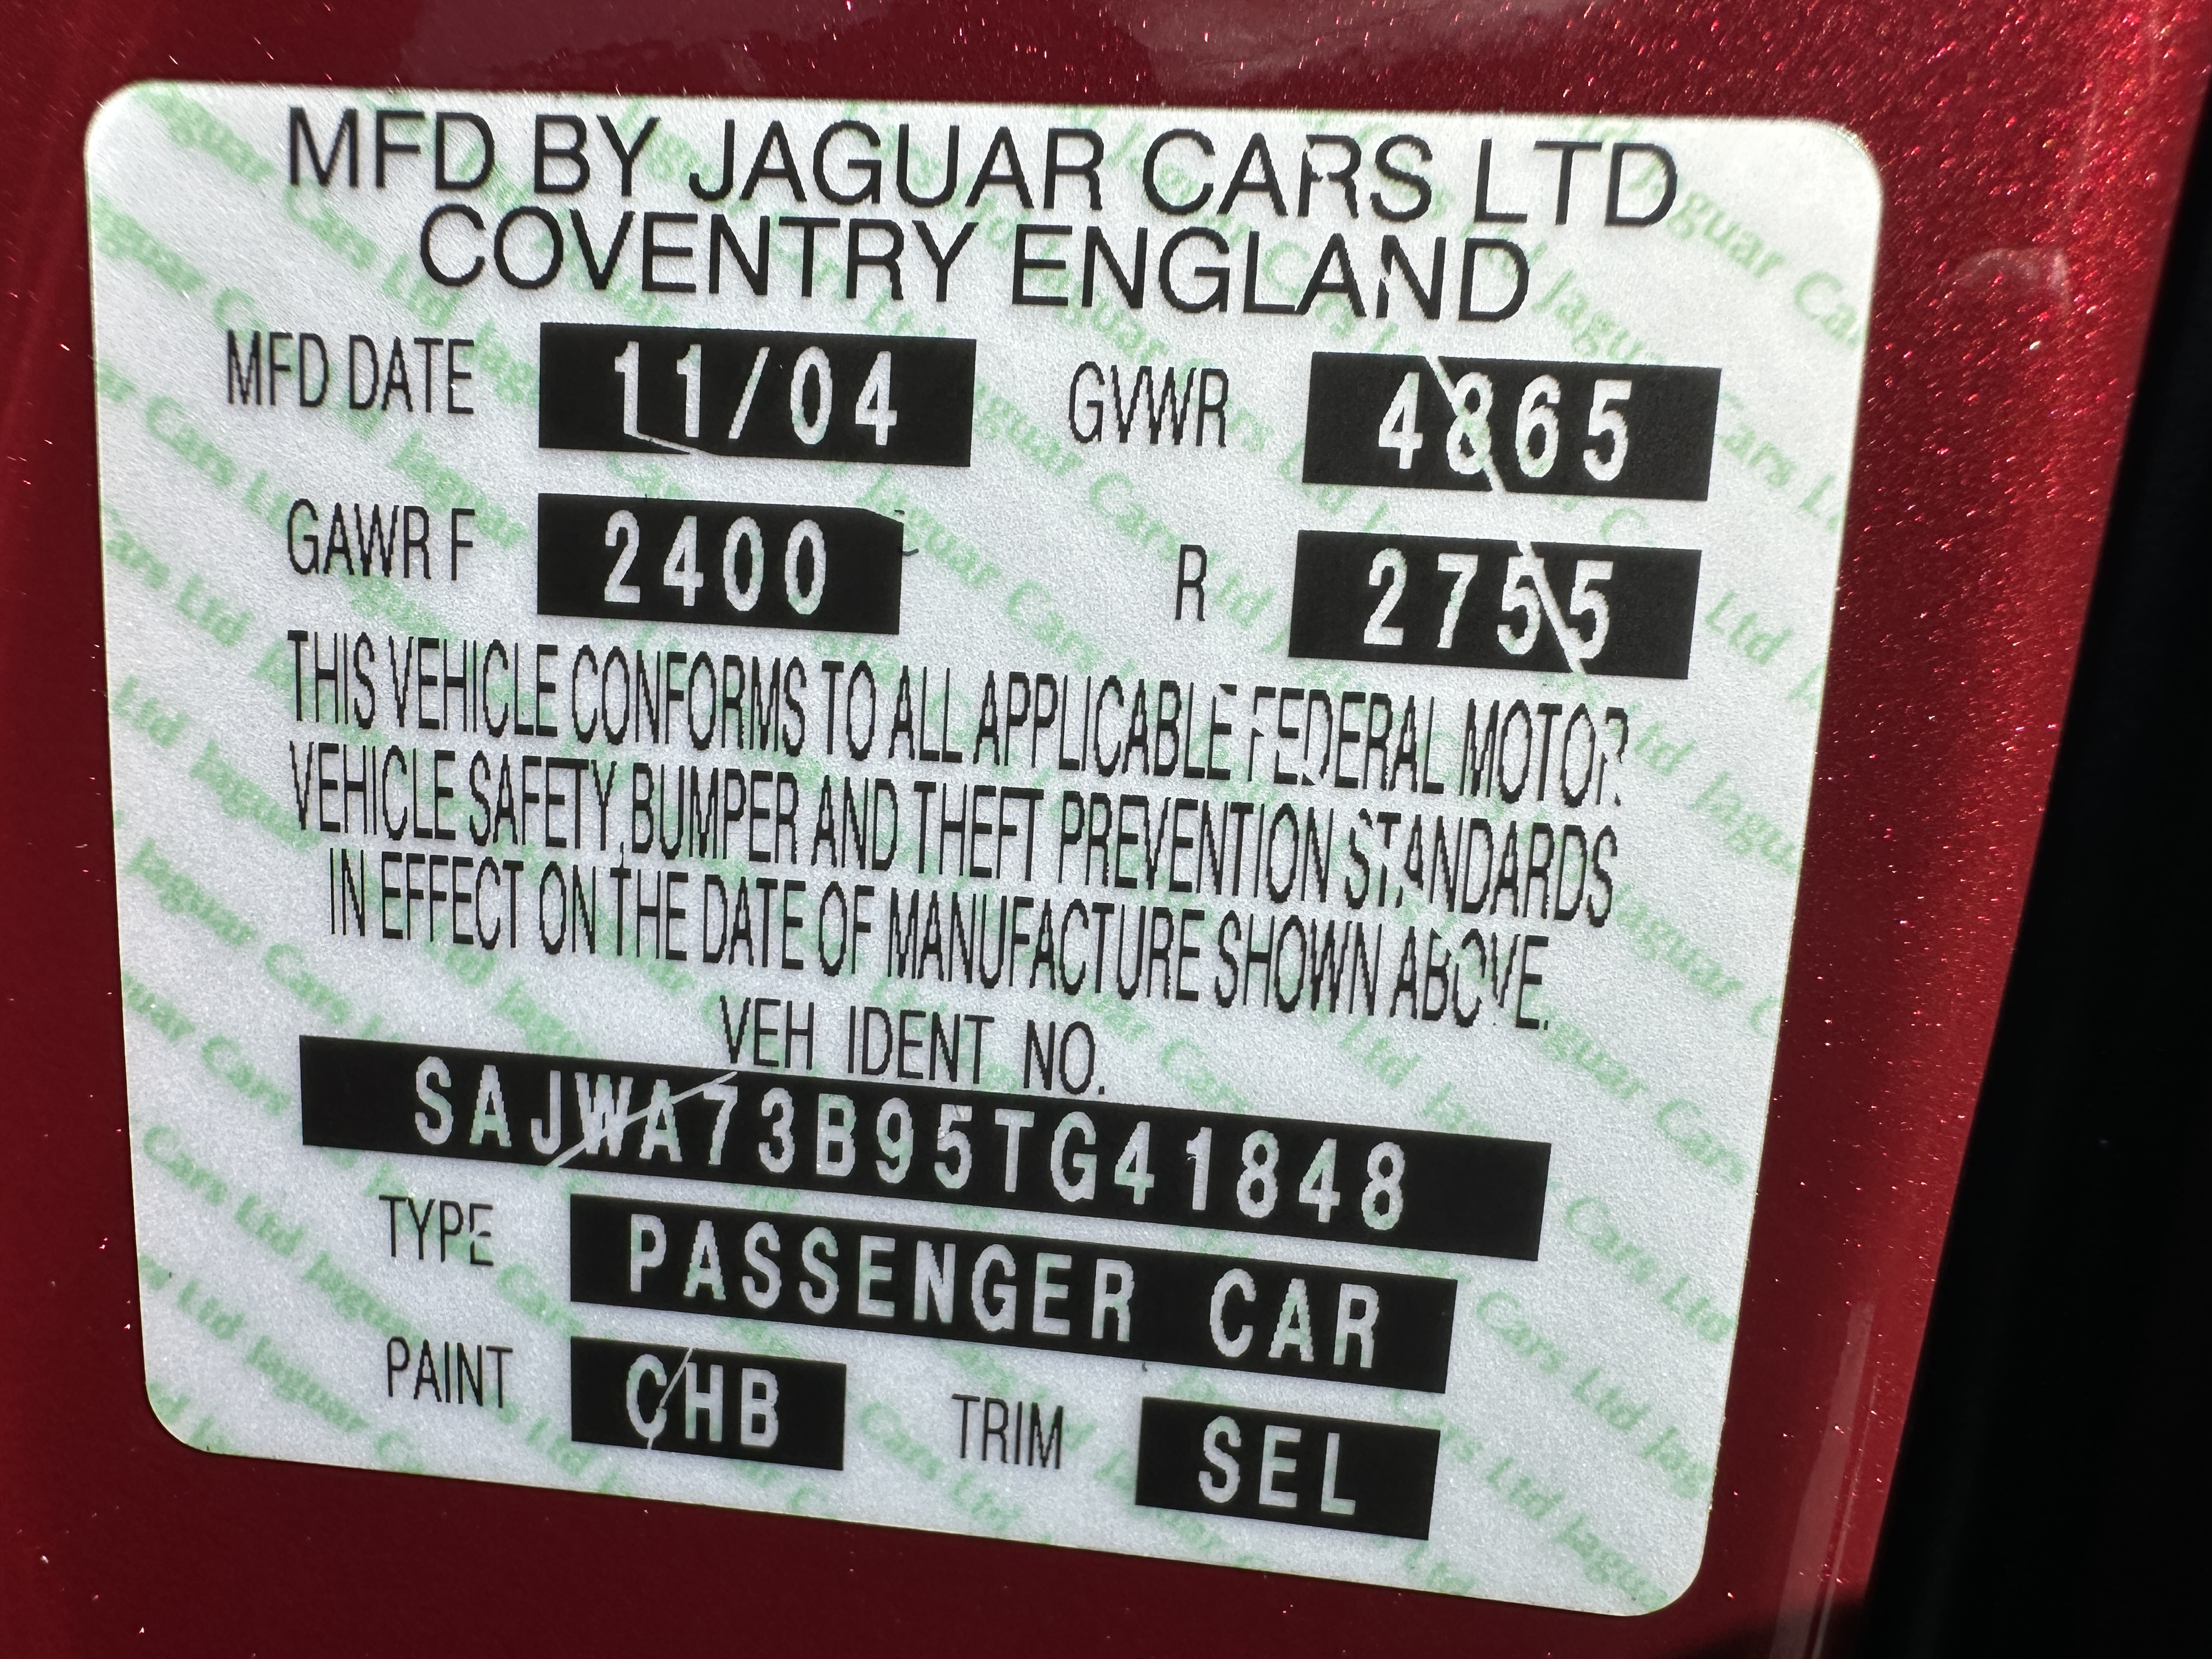 MFD BY JAGUAR CARS LTD
COVENTRY ENGLAND
MFD DATE 11/04 GVWR 4865
GAWR F 2400 R 2755
THIS VEHICLE CONFORMS TO ALL APPLICABLE FEDERAL MOTOR
VEHICLE SAFETY, BUMPER AND THEFT PREVENTION STANDARDS
IN EFFECT ON THE DATE OF MANUFACTURE SHOWN ABOVE.
VEH IDENT NO.
SAJWA73B95TG41848
TYPE PASSENGER CAR
PAINT CHB TRIM SEL